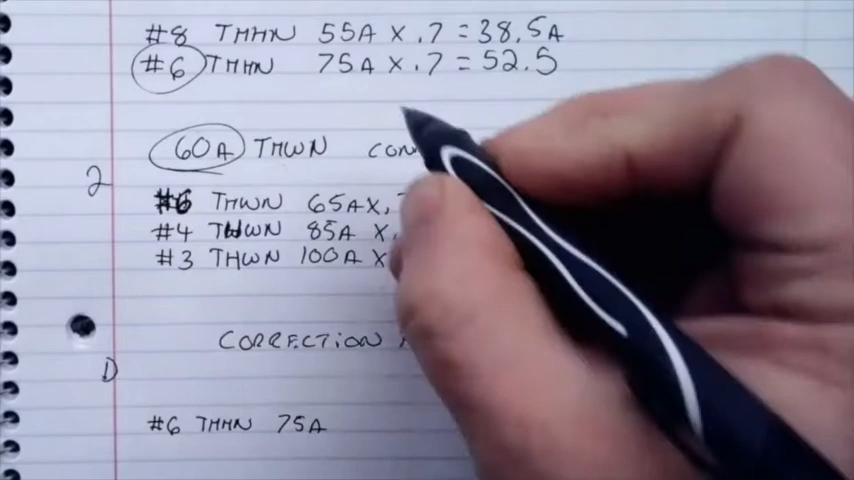 #8 THHN 55A X .7 = 38.5A
#6 THHN 75A X .7 = 52.5
60A THWN
2
#6 THWN 65A X
#4 THWN 85A X
#3 THWN 100A X
CORRECTION
D
#6 THHN 75A